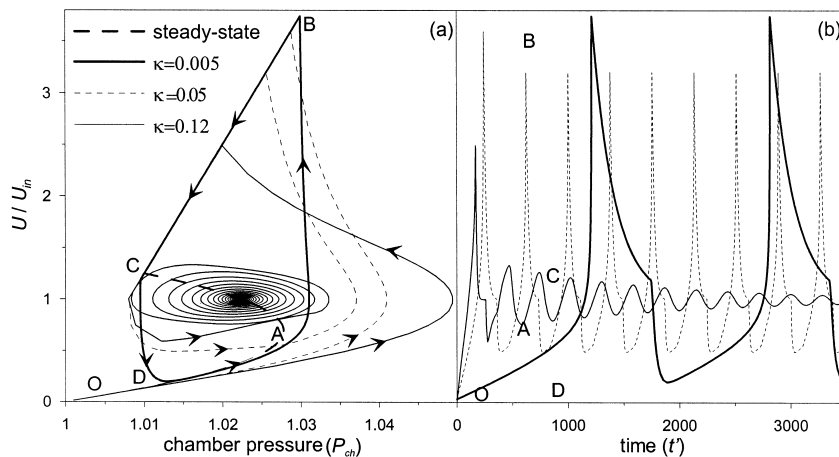 (a)
(b)
steady-state
κ=0.005
κ=0.05
κ=0.12
B
C
A
D
O
U / U_in
0
1
2
3
1
1.01
1.02
1.03
1.04
chamber pressure (P_ch)
B
C
A
O
D
0
1000
2000
3000
time (t')